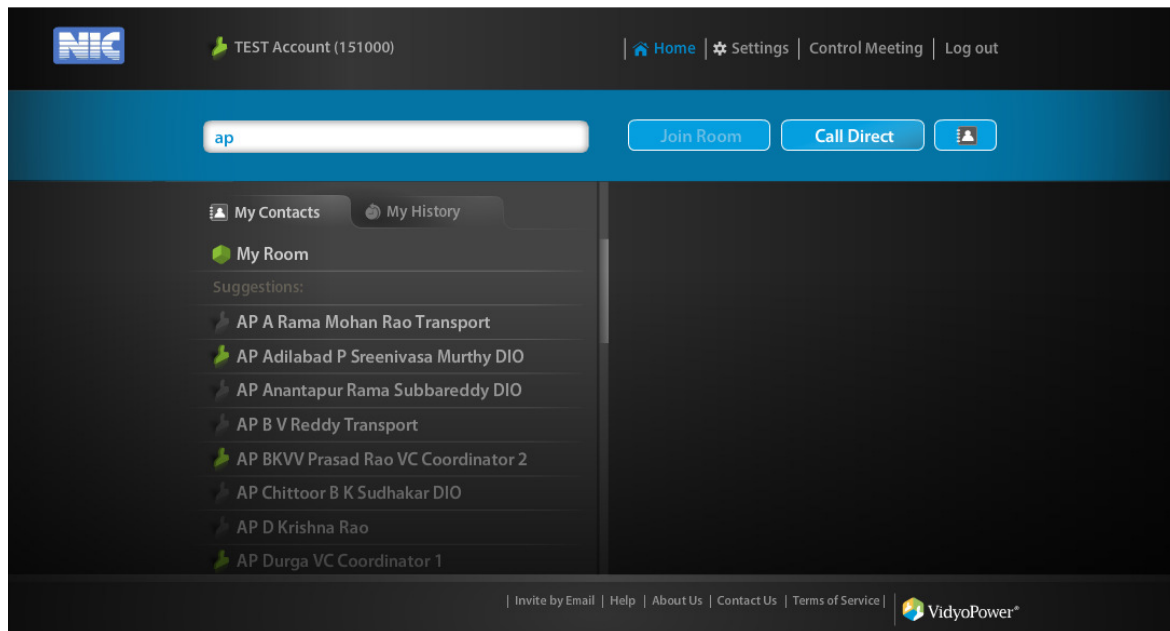 NIC
TEST Account (151000)
| Home | Settings | Control Meeting | Log out
ap
Join Room
Call Direct
My Contacts
My History
My Room
Suggestions:
AP A Rama Mohan Rao Transport
AP Adilabad P Sreenivasa Murthy DIO
AP Anantapur Rama Subbareddy DIO
AP B V Reddy Transport
AP BKVV Prasad Rao VC Coordinator 2
AP Chittoor B K Sudhakar DIO
AP D Krishna Rao
AP Durga VC Coordinator 1
| Invite by Email | Help | About Us | Contact Us | Terms of Service |
VidyoPower®